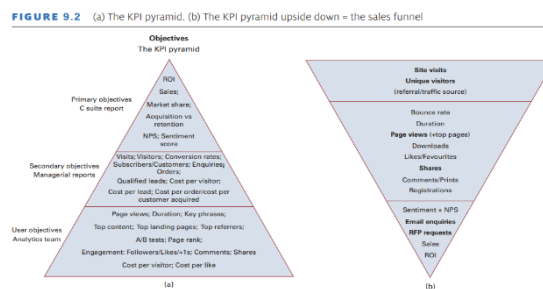 FIGURE 9.2 (a) The KPI pyramid. (b) The KPI pyramid upside down = the sales funnel
Objectives
The KPI pyramid
Primary objectives
C suite report
ROI
Sales;
Market share;
Acquisition vs
retention
NPS; Sentiment
score
Secondary objectives
Managerial reports
Visits; Visitors; Conversion rates;
Subscribers/Customers; Enquiries;
Orders;
Qualified leads; Cost per visitor;
Cost per lead; Cost per order/cost per
customer acquired
User objectives
Analytics team
Page views; Duration; Key phrases;
Top content; Top landing pages; Top referrers;
A/B tests; Page rank;
Engagement: Followers/Likes/+1s; Comments; Shares
Cost per visitor; Cost per like
(a)
Site visits
Unique visitors
(referral/traffic source)
Bounce rate
Duration
Page views (+top pages)
Downloads
Likes/Favourites
Shares
Comments/Prints
Registrations
Sentiment + NPS
Email enquiries
RFP requests
Sales
ROI
(b)